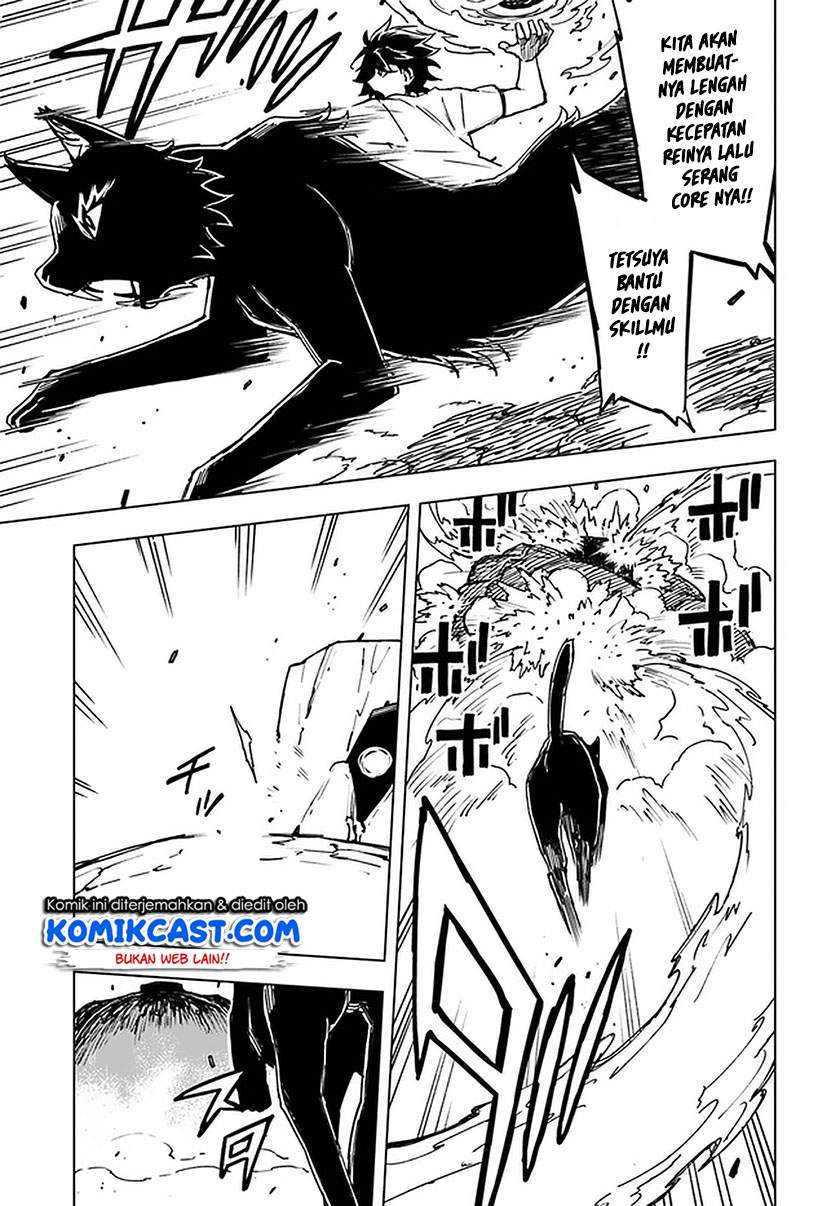 KITA AKAN
MEMBUAT-
NYA LENGAH
DENGAN
KECEPATAN
REINYA LALU
SERANG
CORE NYA!!
TETSUYA
BANTU
DENGAN
SKILLMU
!!
ボ
ボ
ボ
ボ
チッ
Komik ini diterjemahkan & diedit oleh
KOMIKCAST.COM
BUKAN WEB LAIN!!
タ